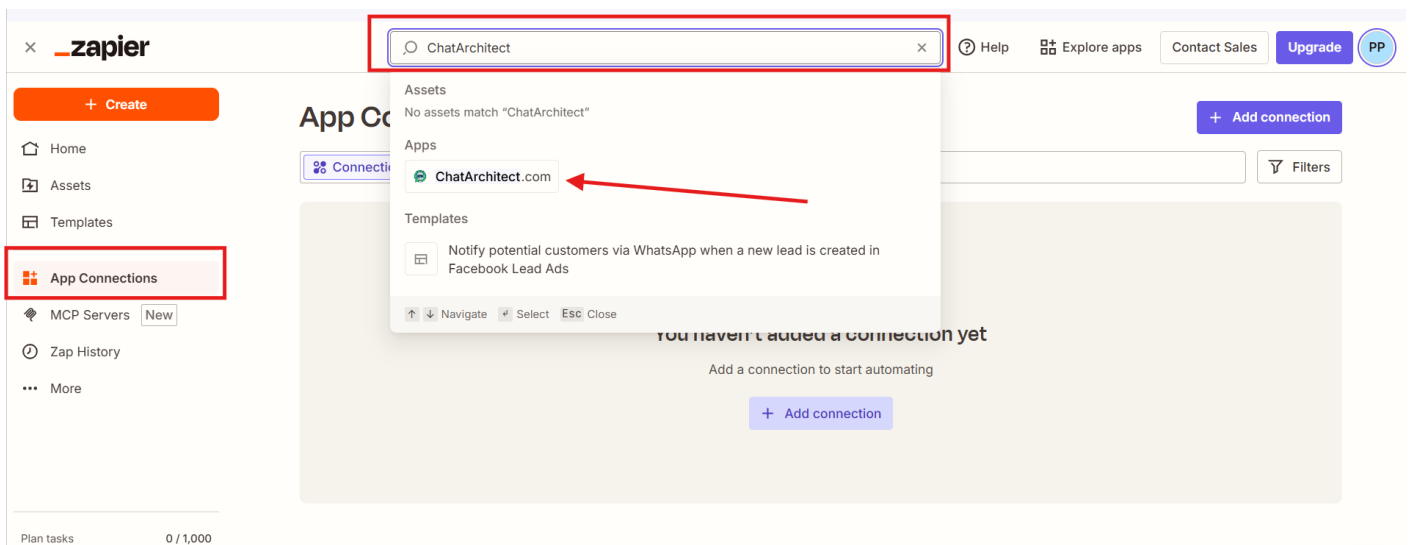 × _zapier
ChatArchitect ×
Help
Explore apps
Contact Sales
Upgrade
PP
+ Create
Home
Assets
Templates
App Connections
MCP Servers New
Zap History
More
Plan tasks 0 / 1,000
App Co
+ Add connection
Connecti
Filters
Assets
No assets match “ChatArchitect”
Apps
ChatArchitect.com
Templates
Notify potential customers via WhatsApp when a new lead is created in
Facebook Lead Ads
↑ ↓ Navigate ↵ Select Esc Close
You haven't added a connection yet
Add a connection to start automating
+ Add connection